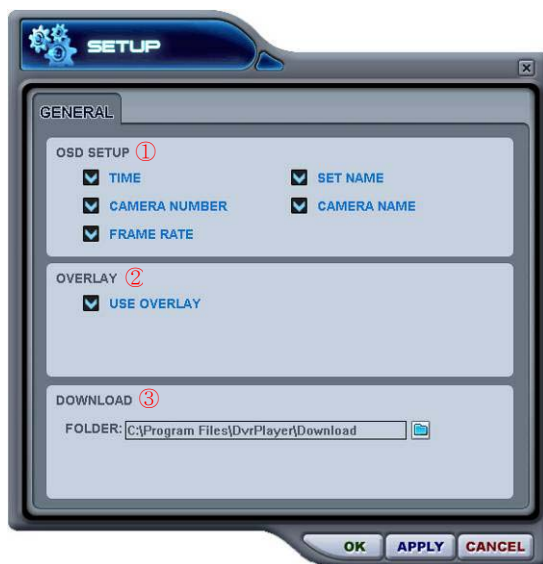 SETUP
GENERAL
OSD SETUP ①
TIME SET NAME
CAMERA NUMBER CAMERA NAME
FRAME RATE
OVERLAY ②
USE OVERLAY
DOWNLOAD ③
FOLDER: C:\Program Files\DvrPlayer\Download
OK APPLY CANCEL